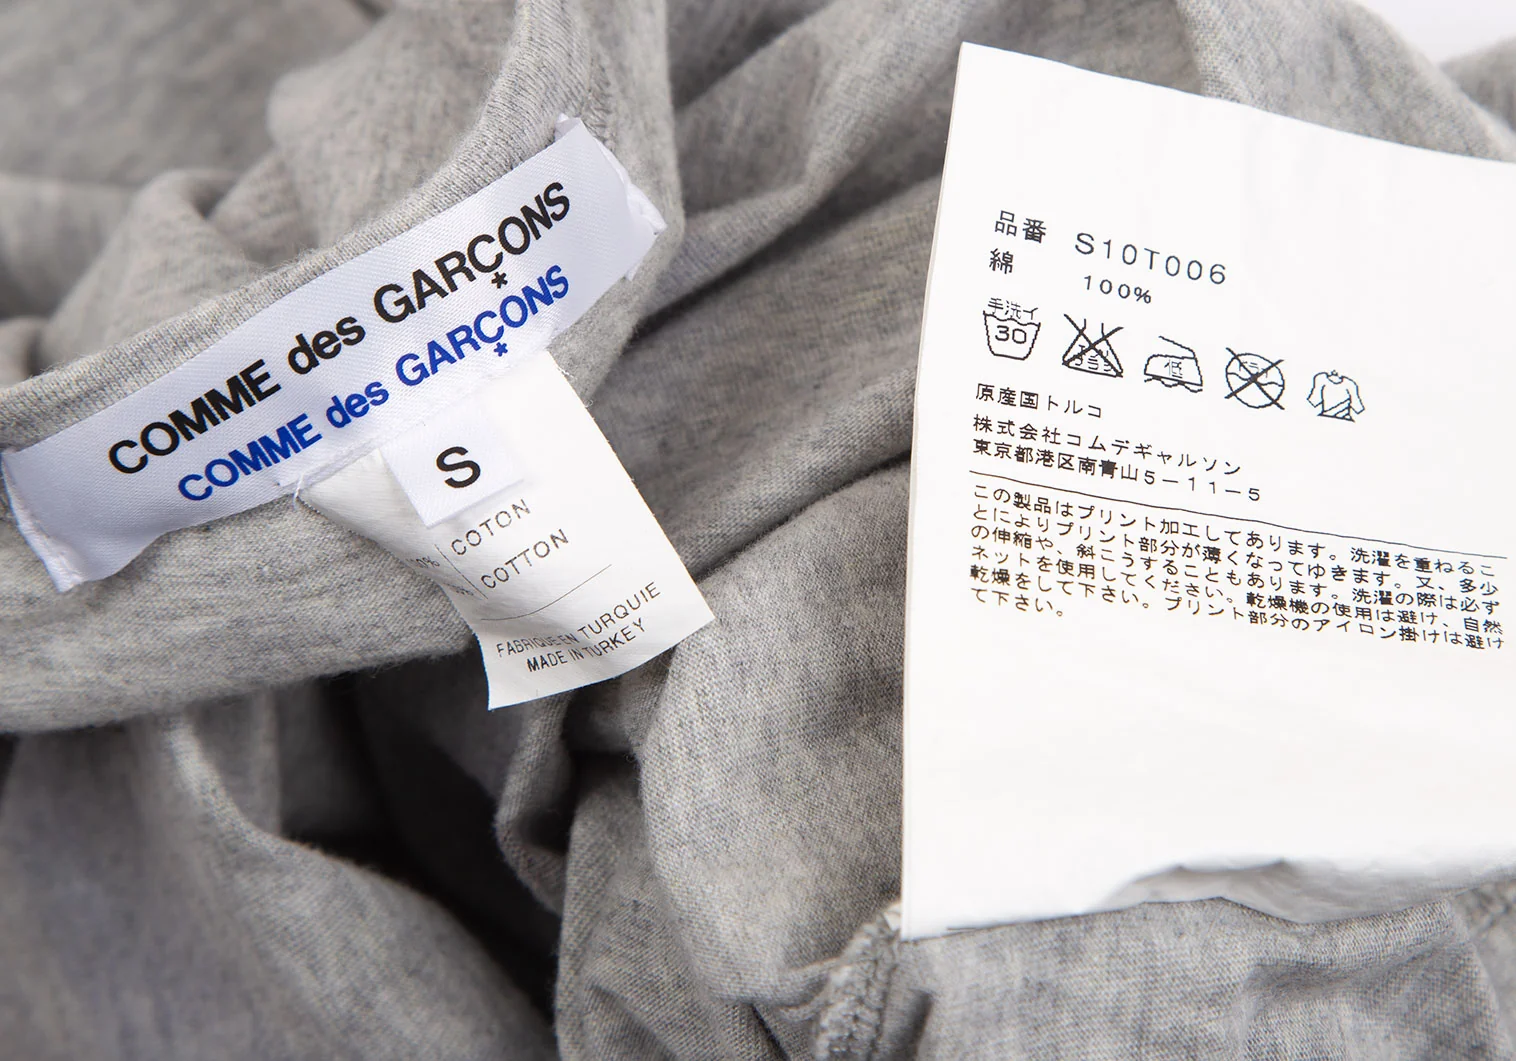 COMME des GARÇONS
*
COMME des GARÇONS
*
S
COTON
COTTON
FABRIQUE EN TURQUIE
MADE IN TURKEY
品番 S10T006
綿 100%
手洗イ
30
低
原産国トルコ
株式会社コムデギャルソン
東京都港区南青山5-11-5
この製品はプリント加工してあります。洗濯を重ねるこ
とによりプリント部分が薄くなってゆきます。又、多少
の伸縮や、斜こうすることもあります。洗濯の際は必ず
ネットを使用してください。乾燥機の使用は避け、自然
乾燥をして下さい。プリント部分のアイロン掛けは避け
て下さい。